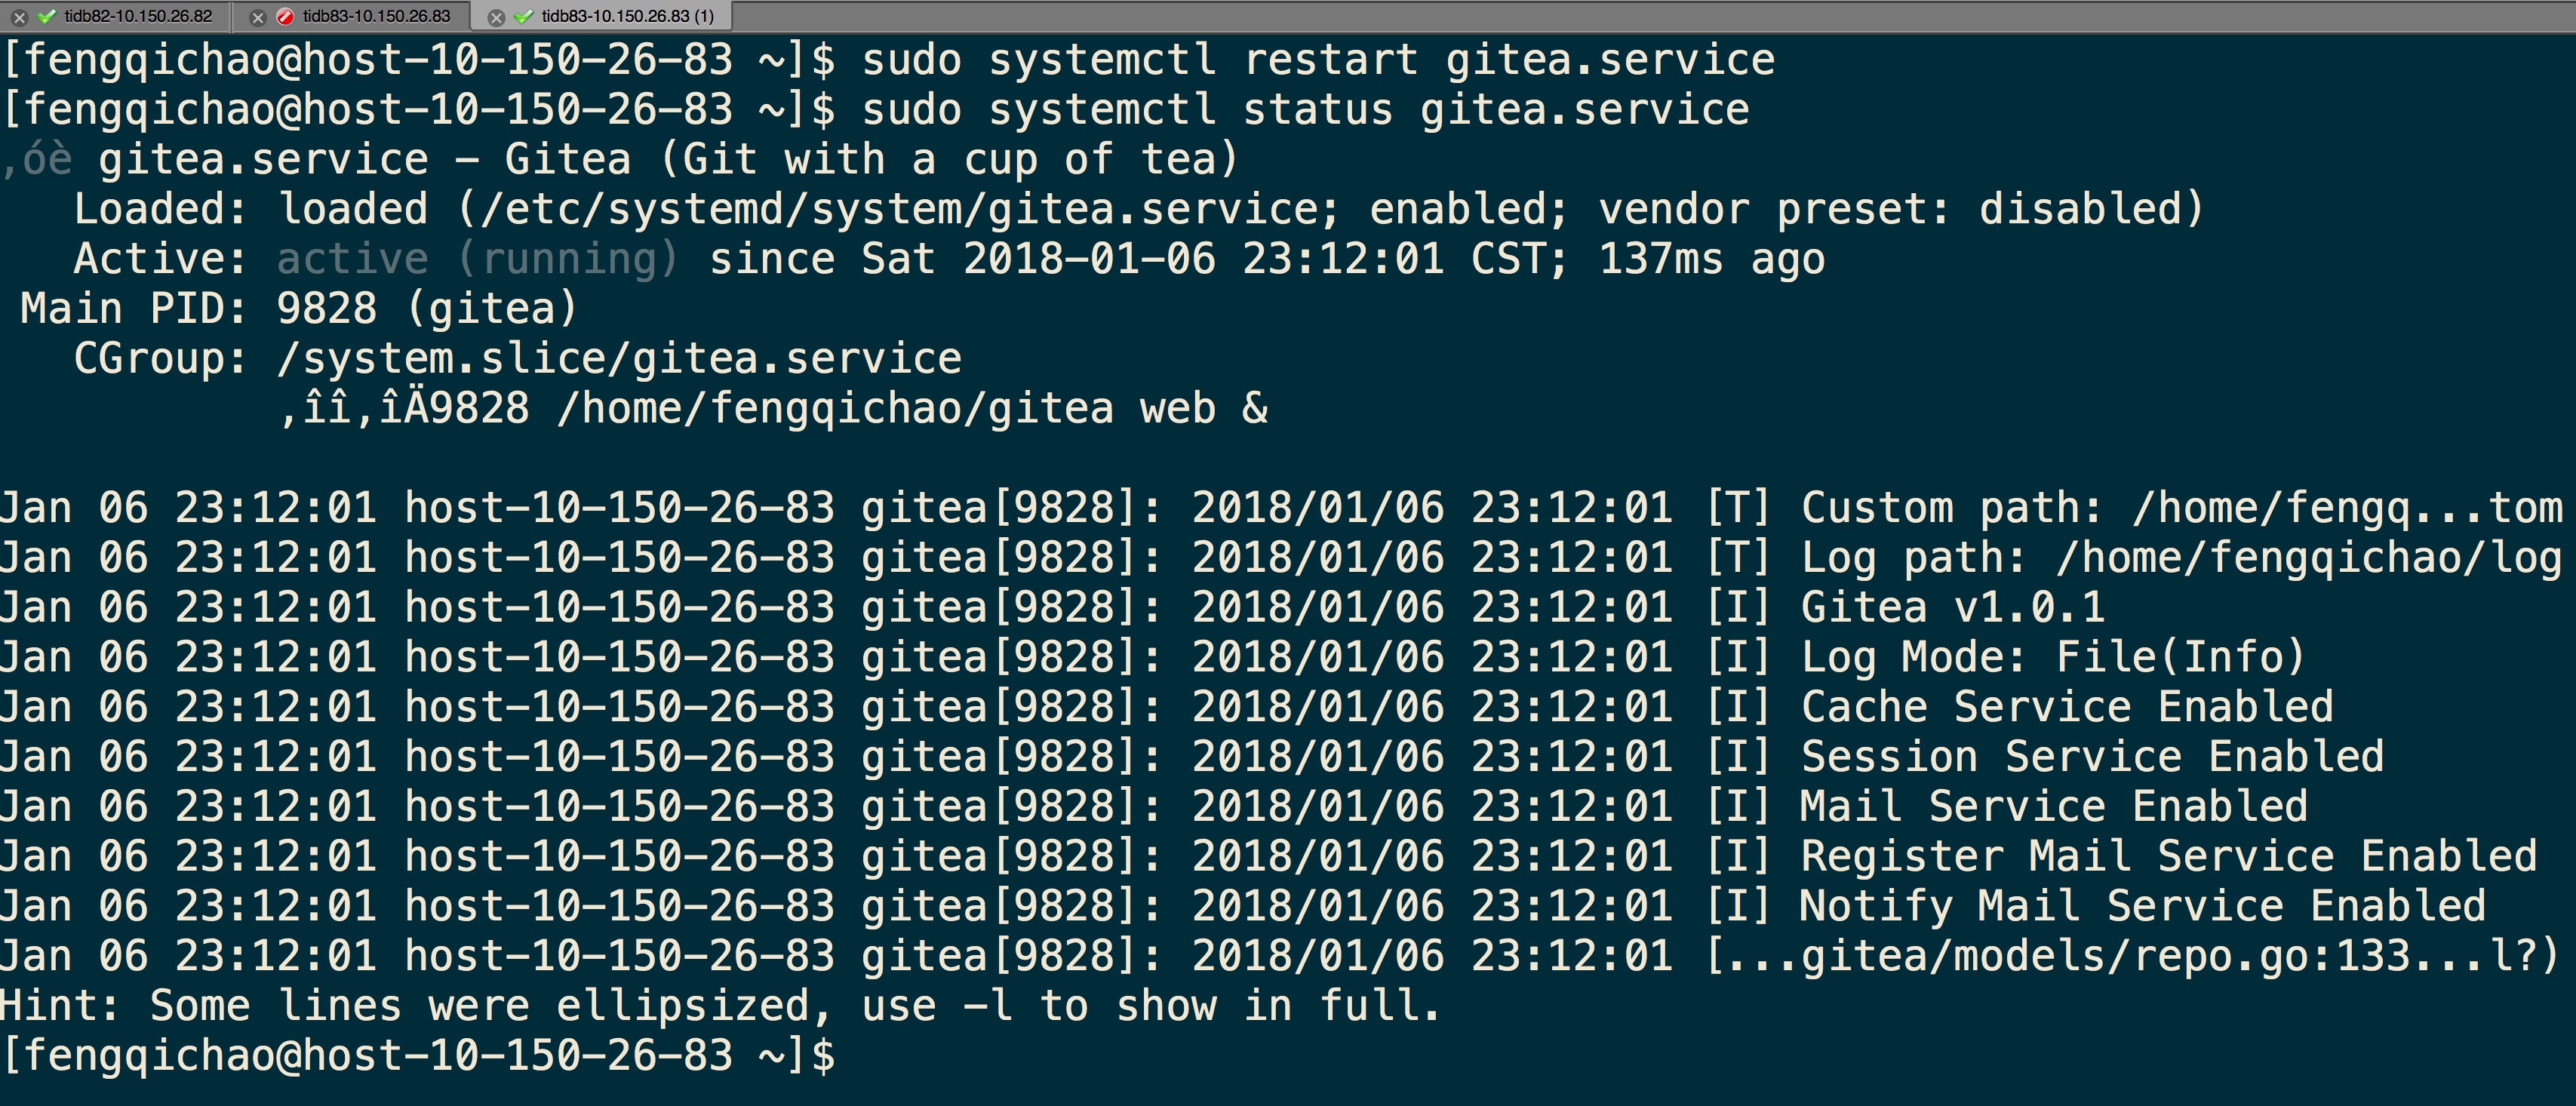 tidb82-10.150.26.82
tidb83-10.150.26.83
tidb83-10.150.26.83 (1)
[fengqichao@host-10-150-26-83 ~]$ sudo systemctl restart gitea.service
[fengqichao@host-10-150-26-83 ~]$ sudo systemctl status gitea.service
‚óè gitea.service - Gitea (Git with a cup of tea)
Loaded: loaded (/etc/systemd/system/gitea.service; enabled; vendor preset: disabled)
Active: active (running) since Sat 2018-01-06 23:12:01 CST; 137ms ago
Main PID: 9828 (gitea)
CGroup: /system.slice/gitea.service
‚îî‚îÄ9828 /home/fengqichao/gitea web &
Jan 06 23:12:01 host-10-150-26-83 gitea[9828]: 2018/01/06 23:12:01 [T] Custom path: /home/fengq...tom
Jan 06 23:12:01 host-10-150-26-83 gitea[9828]: 2018/01/06 23:12:01 [T] Log path: /home/fengqichao/log
Jan 06 23:12:01 host-10-150-26-83 gitea[9828]: 2018/01/06 23:12:01 [I] Gitea v1.0.1
Jan 06 23:12:01 host-10-150-26-83 gitea[9828]: 2018/01/06 23:12:01 [I] Log Mode: File(Info)
Jan 06 23:12:01 host-10-150-26-83 gitea[9828]: 2018/01/06 23:12:01 [I] Cache Service Enabled
Jan 06 23:12:01 host-10-150-26-83 gitea[9828]: 2018/01/06 23:12:01 [I] Session Service Enabled
Jan 06 23:12:01 host-10-150-26-83 gitea[9828]: 2018/01/06 23:12:01 [I] Mail Service Enabled
Jan 06 23:12:01 host-10-150-26-83 gitea[9828]: 2018/01/06 23:12:01 [I] Register Mail Service Enabled
Jan 06 23:12:01 host-10-150-26-83 gitea[9828]: 2018/01/06 23:12:01 [I] Notify Mail Service Enabled
Jan 06 23:12:01 host-10-150-26-83 gitea[9828]: 2018/01/06 23:12:01 [...gitea/models/repo.go:133...l?)
Hint: Some lines were ellipsized, use -l to show in full.
[fengqichao@host-10-150-26-83 ~]$